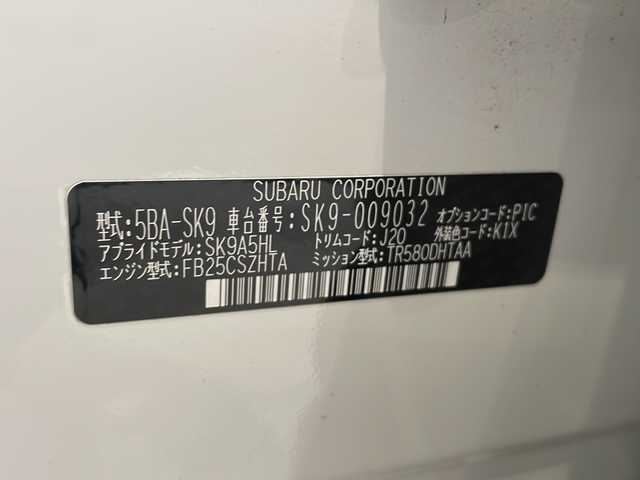 SUBARU CORPORATION
型式:5BA-SK9 車台番号:SK9-009032 オプションコード:PIC
アプライドモデル:SK9A5HL トリムコード:J20 外装色コード:K1X
エンジン型式:FB25CSZHTA ミッション型式:TR580DHTAA